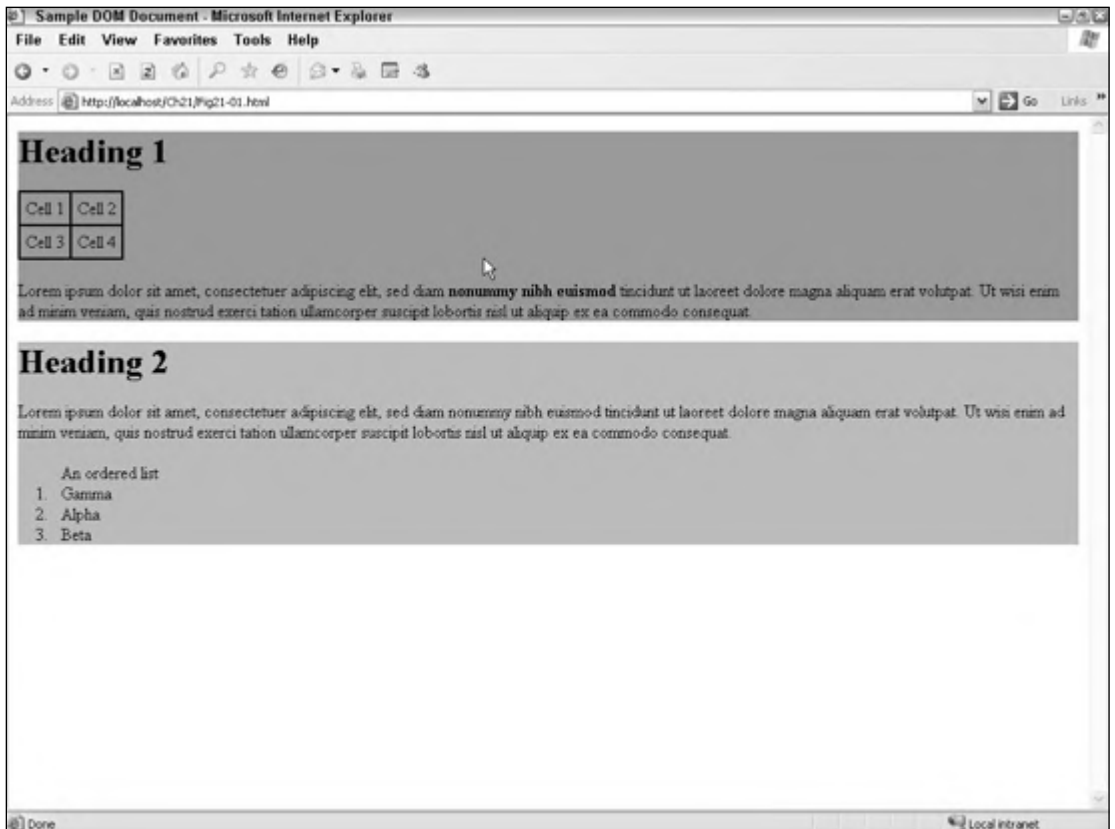 Sample DOM Document - Microsoft Internet Explorer
File Edit View Favorites Tools Help
Address http://localhost/Ch21/Fig21-01.html Go Links »
Heading 1
Cell 1 Cell 2
Cell 3 Cell 4
Lorem ipsum dolor sit amet, consectetuer adipiscing elit, sed diam nonummy nibh euismod tincidunt ut laoreet dolore magna aliquam erat volutpat. Ut wisi enim
ad minim veniam, quis nostrud exerci tation ullamcorper suscipit lobortis nisl ut aliquip ex ea commodo consequat.
Heading 2
Lorem ipsum dolor sit amet, consectetuer adipiscing elit, sed diam nonummy nibh euismod tincidunt ut laoreet dolore magna aliquam erat volutpat. Ut wisi enim ad
minim veniam, quis nostrud exerci tation ullamcorper suscipit lobortis nisl ut aliquip ex ea commodo consequat.
An ordered list
1. Gamma
2. Alpha
3. Beta
Done Local intranet